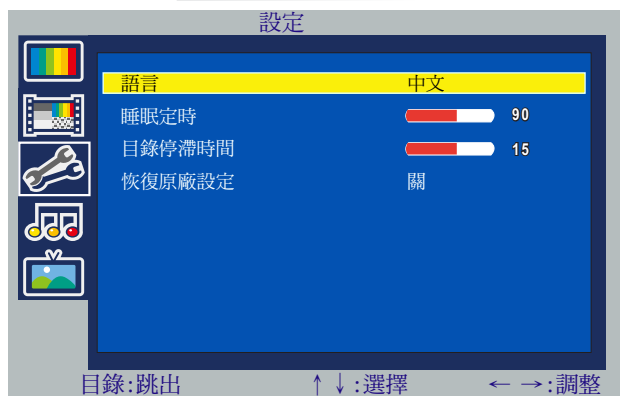 設定
語言 中文
睡眠定時 90
目錄停滯時間 15
恢復原廠設定 關
目錄:跳出 ↑↓:選擇 ←→:調整